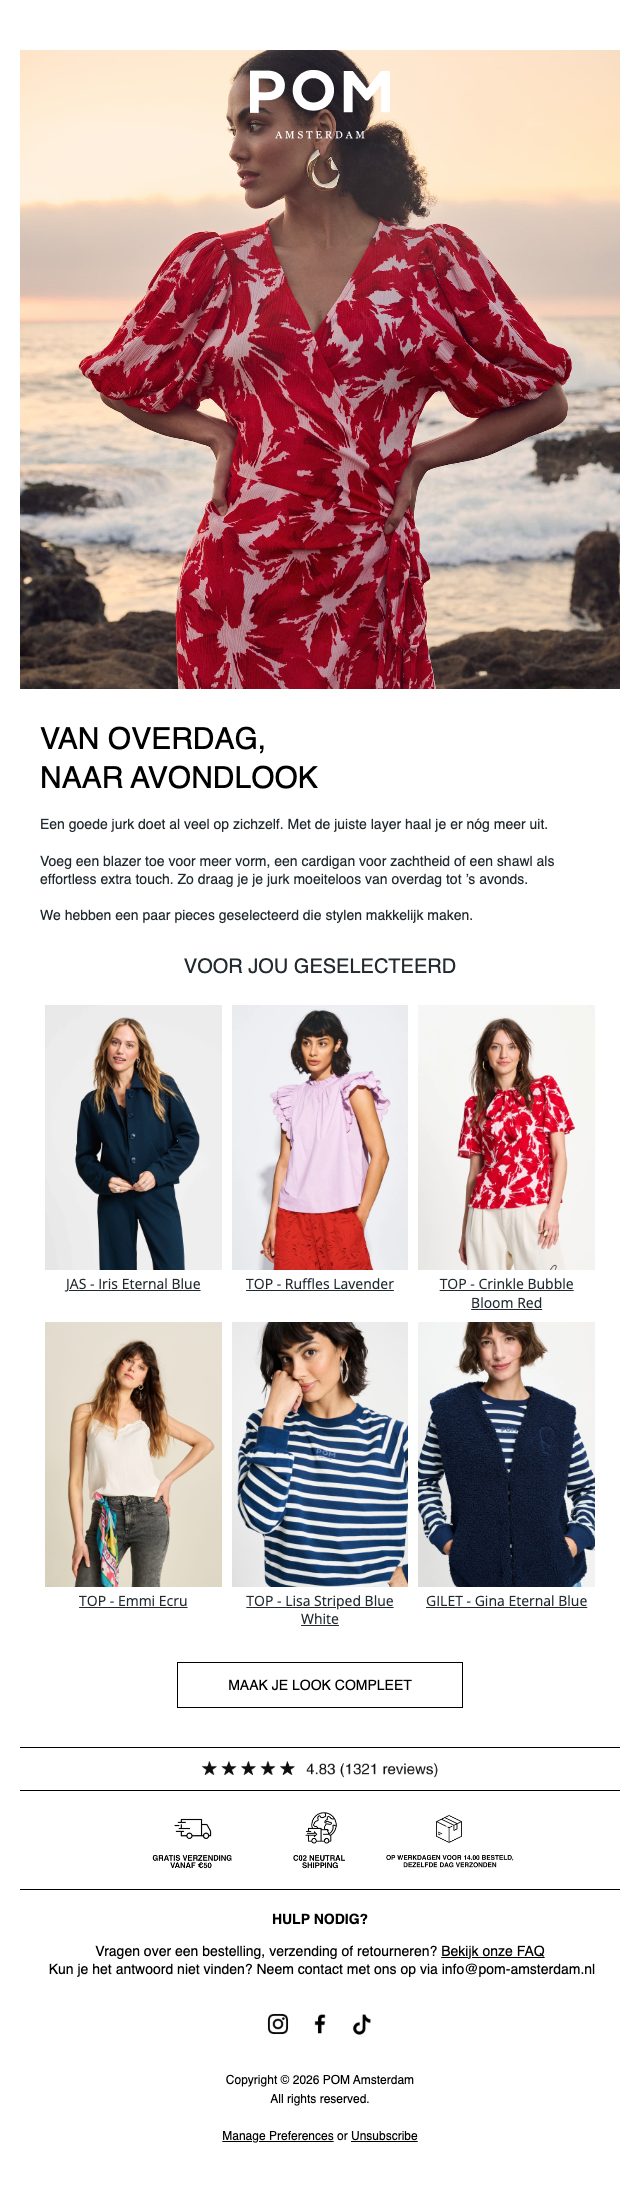 POM
AMSTERDAM
VAN OVERDAG,
NAAR AVONDLOOK
Een goede jurk doet al veel op zichzelf. Met de juiste layer haal je er nóg meer uit.
Voeg een blazer toe voor meer vorm, een cardigan voor zachtheid of een shawl als
effortless extra touch. Zo draag je je jurk moeiteloos van overdag tot 's avonds.
We hebben een paar pieces geselecteerd die stylen makkelijk maken.
VOOR JOU GESELECTEERD
JAS - Iris Eternal Blue
TOP - Ruffles Lavender
TOP - Crinkle Bubble
Bloom Red
POM
TOP - Emmi Ecru
TOP - Lisa Striped Blue
White
GILET - Gina Eternal Blue
MAAK JE LOOK COMPLEET
★★★★★ 4.83 (1321 reviews)
GRATIS VERZENDING
VANAF €50
C02 NEUTRAL
SHIPPING
OP WERKDAGEN VOOR 14.00 BESTELD,
DEZELFDE DAG VERZONDEN
HULP NODIG?
Vragen over een bestelling, verzending of retourneren? Bekijk onze FAQ
Kun je het antwoord niet vinden? Neem contact met ons op via info@pom-amsterdam.nl
Copyright © 2026 POM Amsterdam
All rights reserved.
Manage Preferences or Unsubscribe